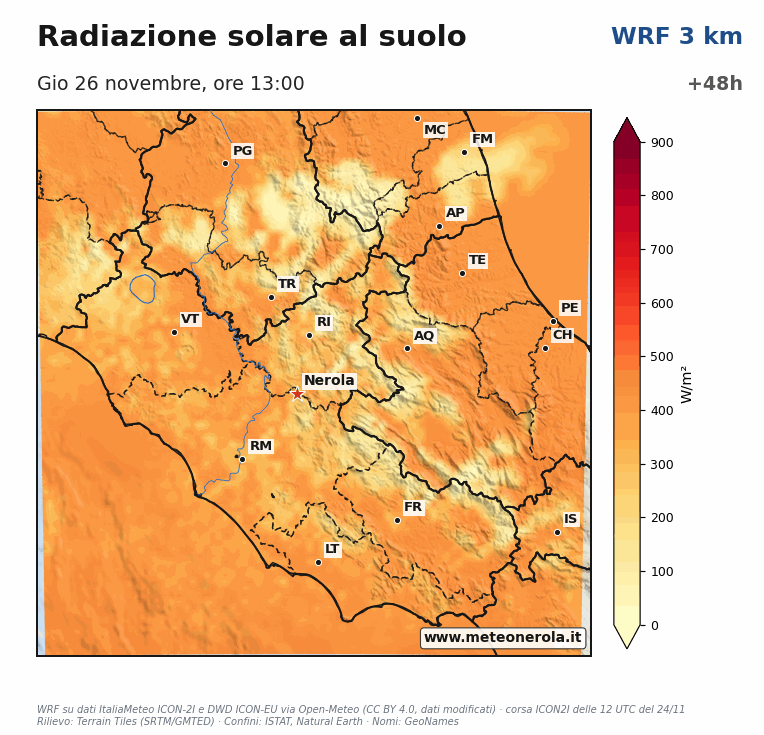 Radiazione solare al suolo
WRF 3 km
Gio 26 novembre, ore 13:00
+48h
MC
FM
PG
AP
TE
TR
PE
VT
RI
CH
AQ
Nerola
RM
FR
IS
LT
www.meteonerola.it
900
800
700
600
500
400
300
200
100
0
W/m²
WRF su dati ItaliaMeteo ICON-2I e DWD ICON-EU via Open-Meteo (CC BY 4.0, dati modificati) · corsa ICON2I delle 12 UTC del 24/11
Rilievo: Terrain Tiles (SRTM/GMTED) · Confini: ISTAT, Natural Earth · Nomi: GeoNames